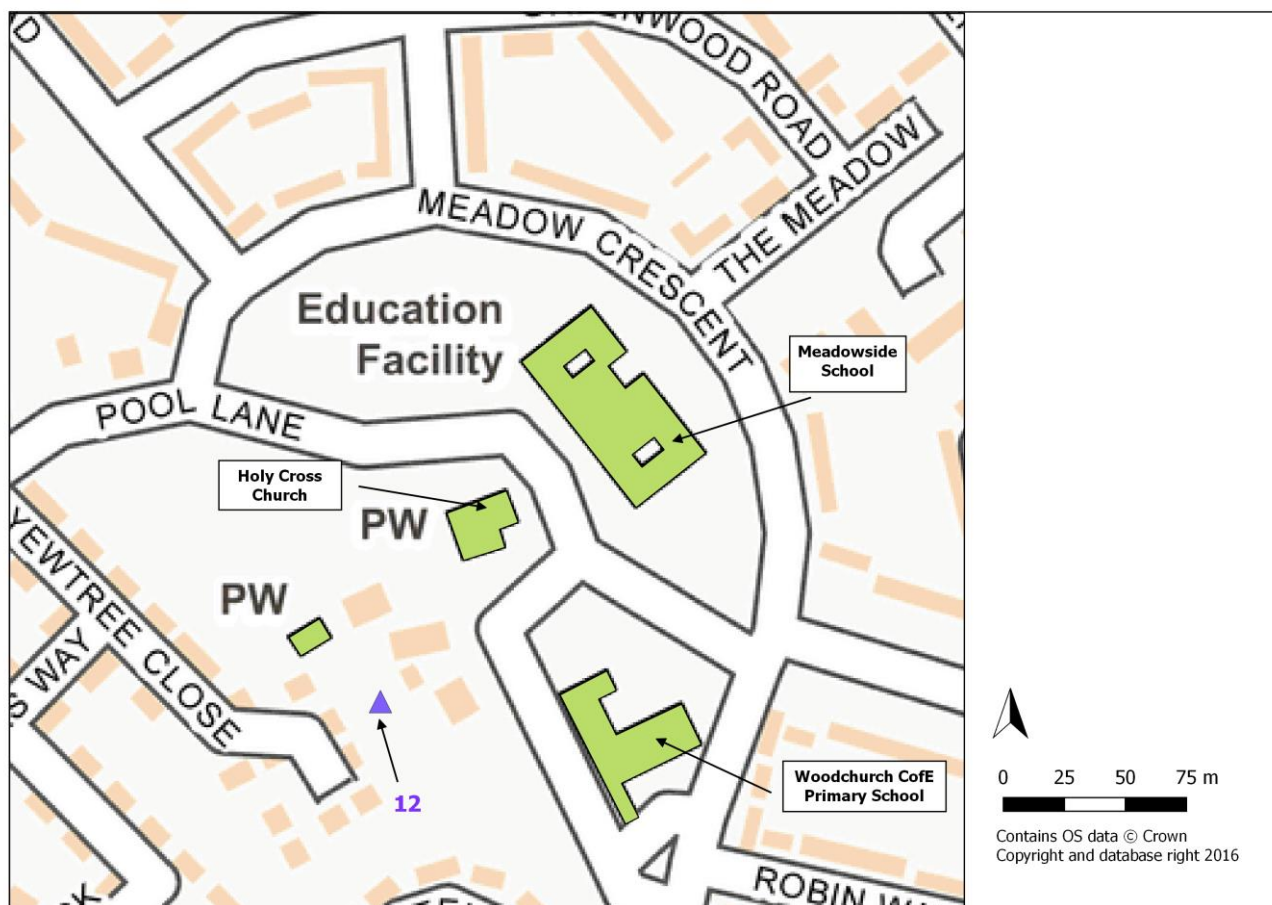 ENWOOD ROAD
THE MEADOW
MEADOW CRESCENT
Education
Facility
Meadowside
School
POOL LANE
Holy Cross
Church
PW
PW
YEWTREE CLOSE
S WAY
12
Woodchurch CofE
Primary School
ROBIN W
0 25 50 75 m
Contains OS data © Crown
Copyright and database right 2016